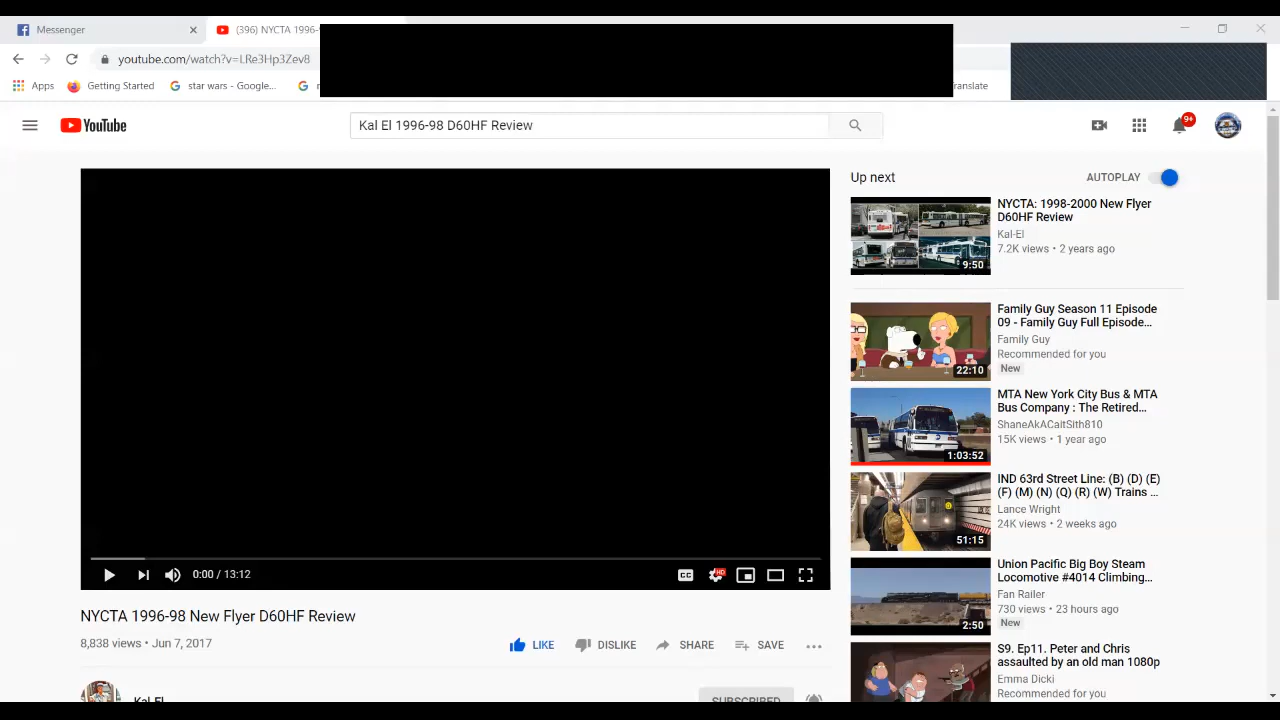 Messenger
(396) NYCTA 1996-
youtube.com/watch?v=LRe3Hp3Zev8
Apps
Getting Started
star wars - Google...
ranslate
YouTube
Kal El 1996-98 D60HF Review
9+
Up next
AUTOPLAY
NYCTA: 1998-2000 New Flyer
D60HF Review
Kal-El
7.2K views • 2 years ago
9:50
Family Guy Season 11 Episode
09 - Family Guy Full Episode...
Family Guy
Recommended for you
New
22:10
MTA New York City Bus & MTA
Bus Company : The Retired...
ShaneAkACaitSith810
15K views • 1 year ago
1:03:52
IND 63rd Street Line: (B) (D) (E)
(F) (M) (N) (Q) (R) (W) Trains ...
Lance Wright
24K views • 2 weeks ago
51:15
Union Pacific Big Boy Steam
Locomotive #4014 Climbing...
Fan Railer
730 views • 23 hours ago
New
2:50
S9. Ep11. Peter and Chris
assaulted by an old man 1080p
Emma Dicki
Recommended for you
0:00 / 13:12
CC
HD
NYCTA 1996-98 New Flyer D60HF Review
8,838 views • Jun 7, 2017
LIKE
DISLIKE
SHARE
SAVE
Kal El
SUBSCRIBED